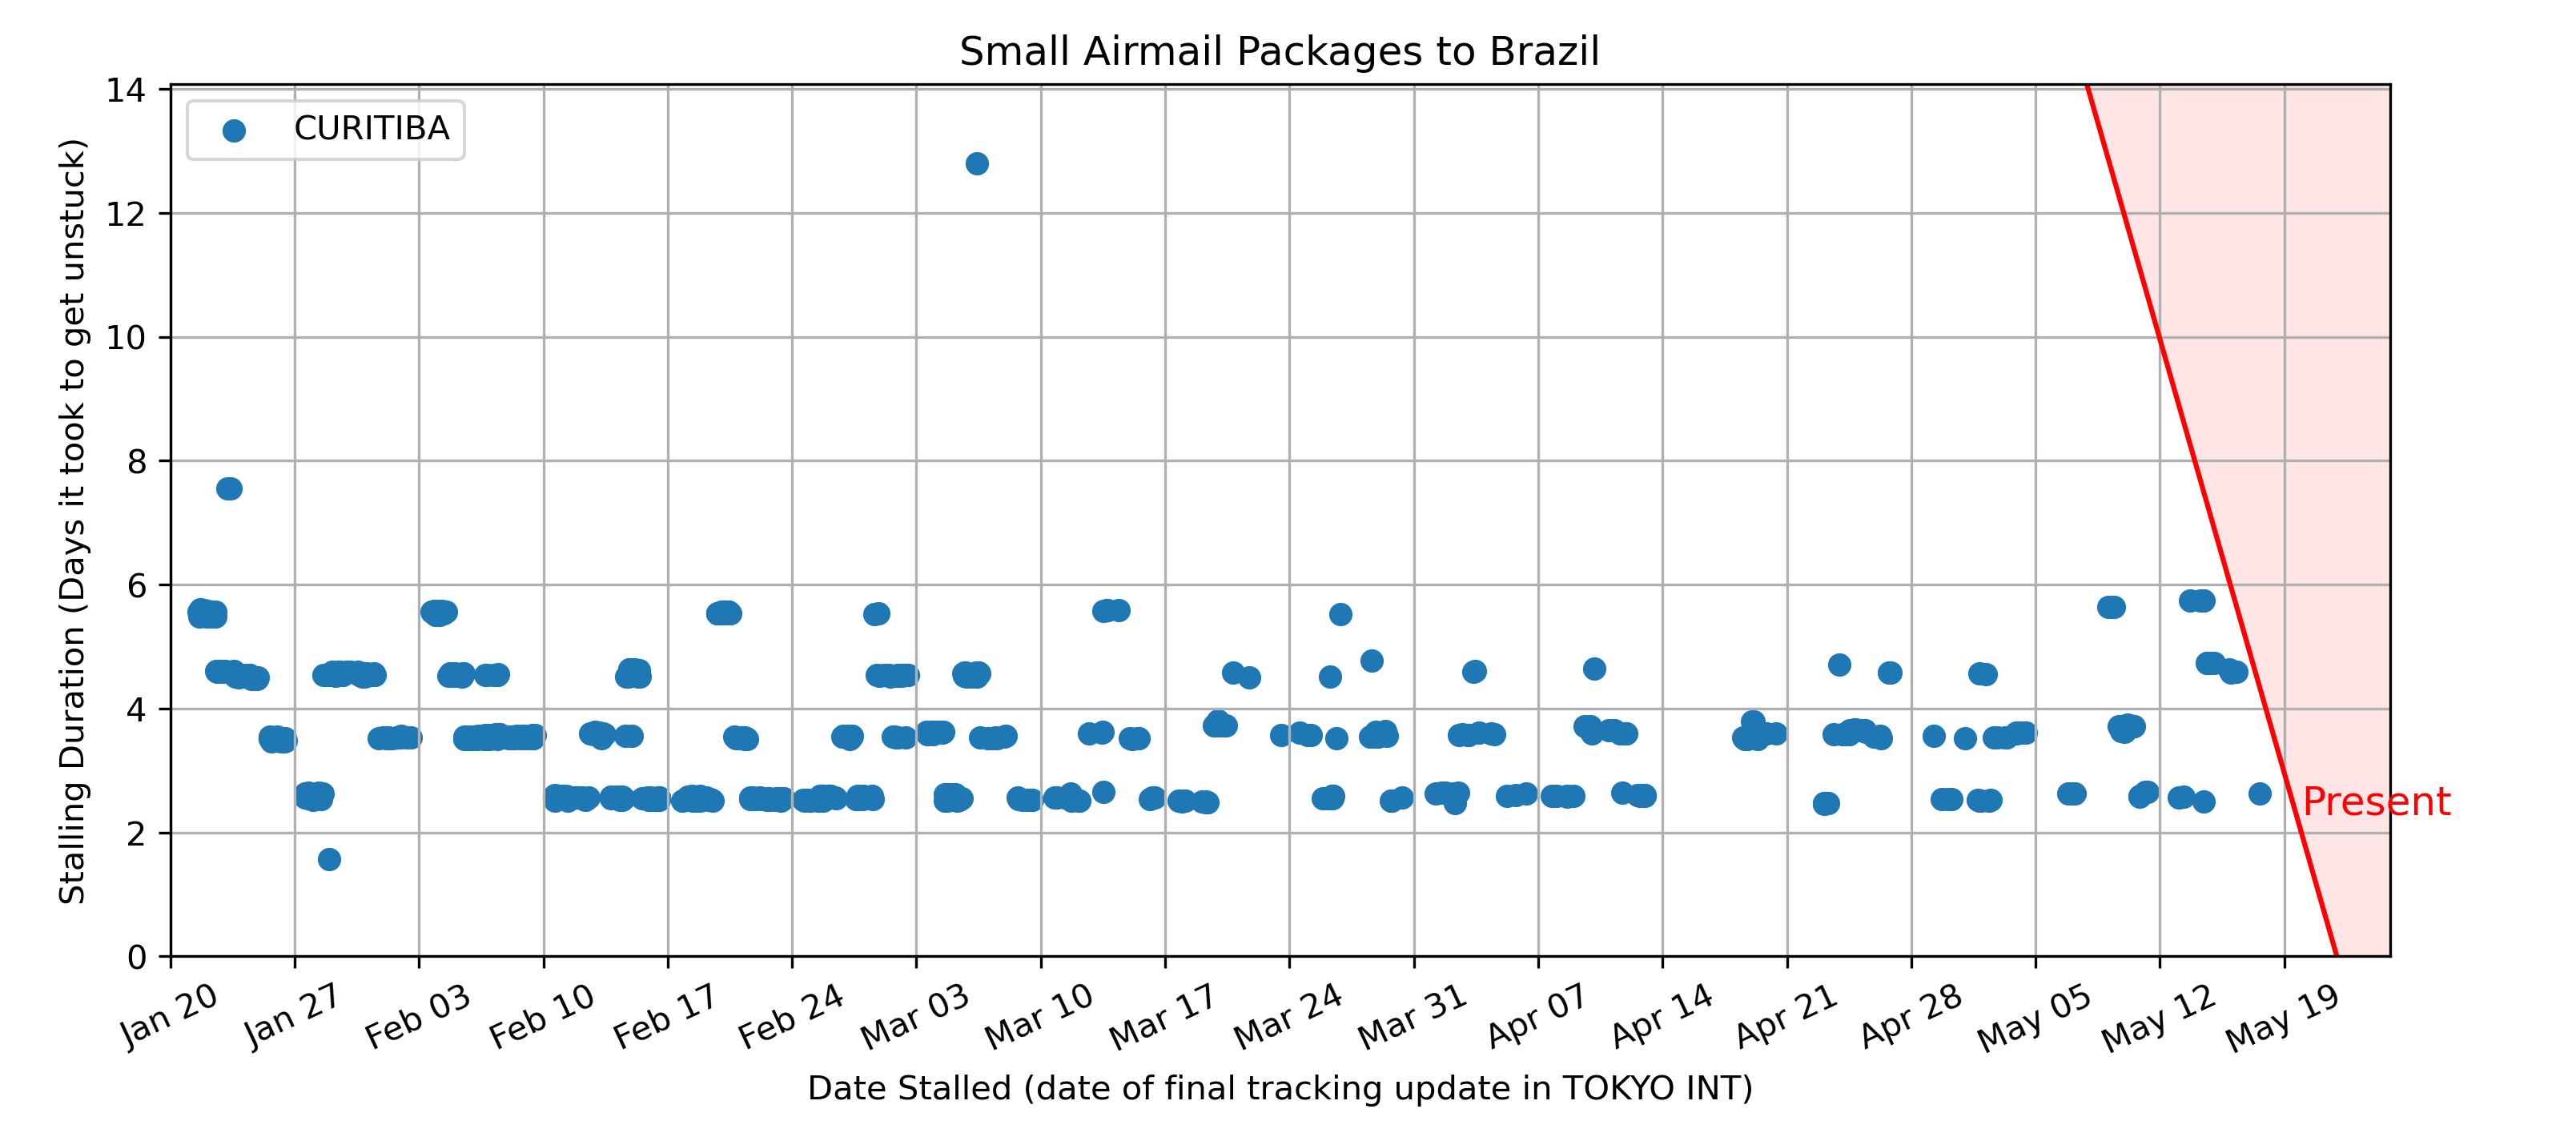 Small Airmail Packages to Brazil
CURITIBA
Stalling Duration (Days it took to get unstuck)
14
12
10
8
6
4
2
0
Present
Jan 20
Jan 27
Feb 03
Feb 10
Feb 17
Feb 24
Mar 03
Mar 10
Mar 17
Mar 24
Mar 31
Apr 07
Apr 14
Apr 21
Apr 28
May 05
May 12
May 19
Date Stalled (date of final tracking update in TOKYO INT)